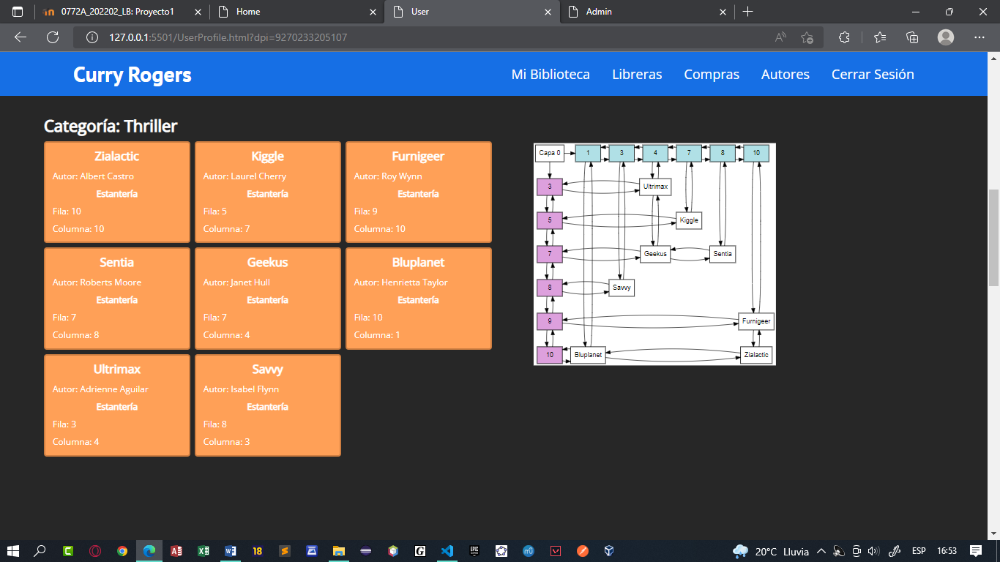 0772A_202202_LB: Proyecto1
Home
User
Admin
127.0.0.1:5501/UserProfile.html?dpi=9270233205107
Curry Rogers
Mi Biblioteca
Libreras
Compras
Autores
Cerrar Sesión
Categoría: Thriller
Zialactic
Autor: Albert Castro
Estantería
Fila: 10
Columna: 10
Kiggle
Autor: Laurel Cherry
Estantería
Fila: 5
Columna: 7
Furnigeer
Autor: Roy Wynn
Estantería
Fila: 9
Columna: 10
Sentia
Autor: Roberts Moore
Estantería
Fila: 7
Columna: 8
Geekus
Autor: Janet Hull
Estantería
Fila: 7
Columna: 4
Bluplanet
Autor: Henrietta Taylor
Estantería
Fila: 10
Columna: 1
Ultrimax
Autor: Adrienne Aguilar
Estantería
Fila: 3
Columna: 4
Savvy
Autor: Isabel Flynn
Estantería
Fila: 8
Columna: 3
Capa 0 1 3 4 7 8 10
3 Ultrimax
5 Kiggle
7 Geekus Sentia
8 Savvy
9 Furnigeer
10 Bluplanet Zialactic
18
EPIC
20°C Lluvia
ESP
16:53